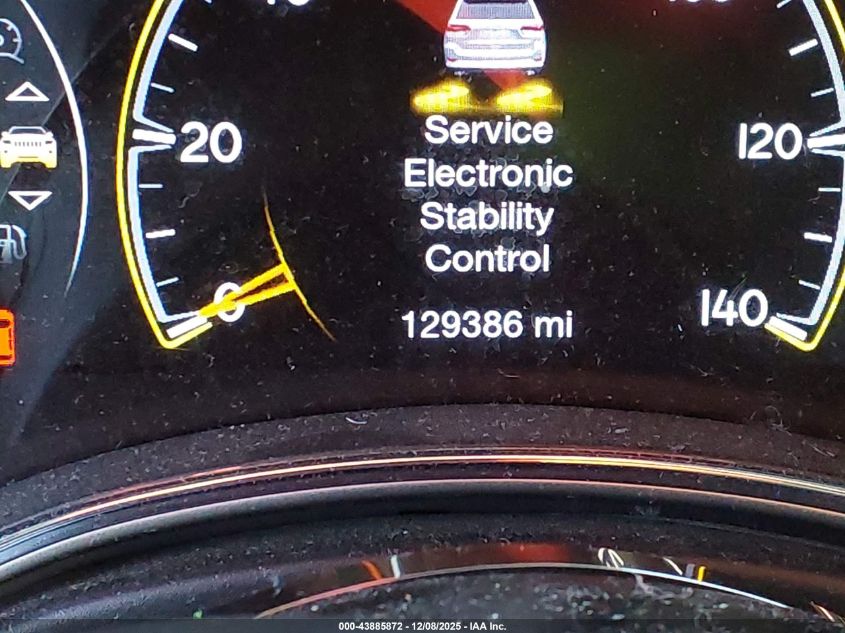 20
120
Service
Electronic
Stability
Control
0
140
129386 mi
000-43885872 | 12/08/2025 - IAA Inc.